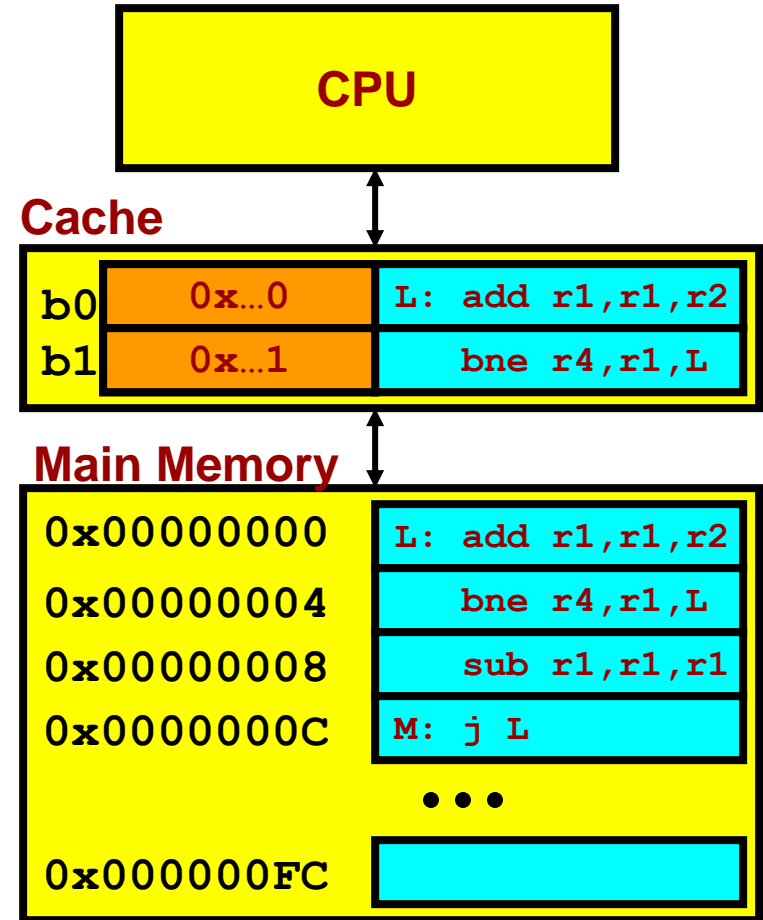 CPU
Cache
b0 0x…0 L: add r1,r1,r2
b1 0x…1 bne r4,r1,L
Main Memory
0x00000000 L: add r1,r1,r2
0x00000004 bne r4,r1,L
0x00000008 sub r1,r1,r1
0x0000000C M: j L
•••
0x000000FC